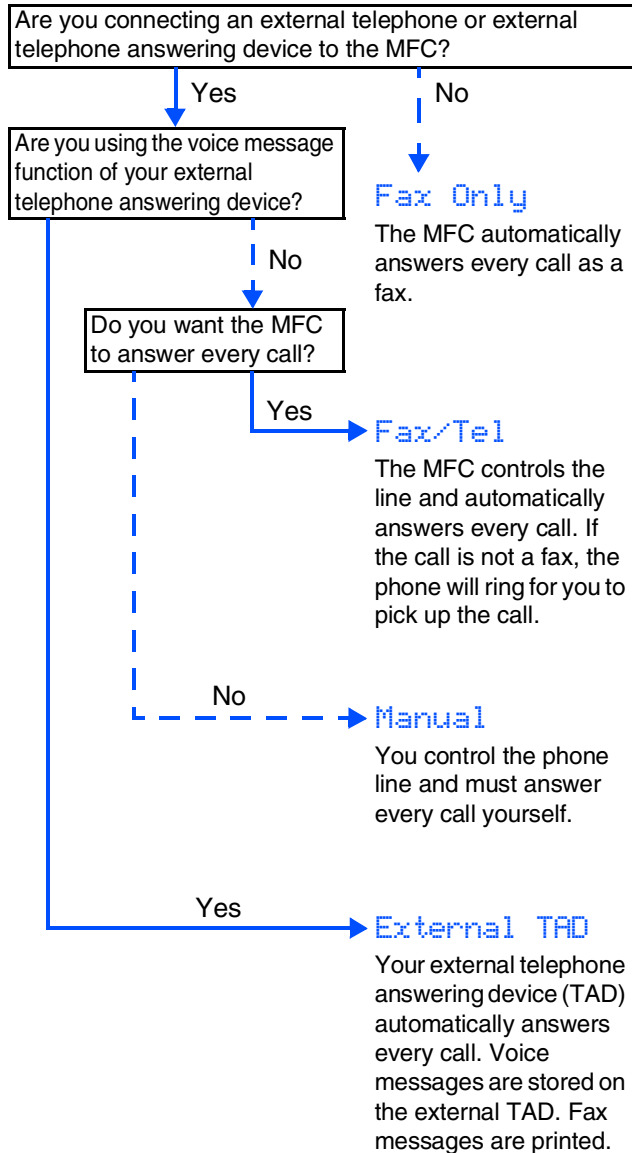 Are you connecting an external telephone or external
telephone answering device to the MFC?
Yes
No
Are you using the voice message
function of your external
telephone answering device?
Fax Only
The MFC automatically
answers every call as a
fax.
No
Do you want the MFC
to answer every call?
Yes
Fax/Tel
The MFC controls the
line and automatically
answers every call. If
the call is not a fax, the
phone will ring for you to
pick up the call.
No
Manual
You control the phone
line and must answer
every call yourself.
Yes
External TAD
Your external telephone
answering device (TAD)
automatically answers
every call. Voice
messages are stored on
the external TAD. Fax
messages are printed.